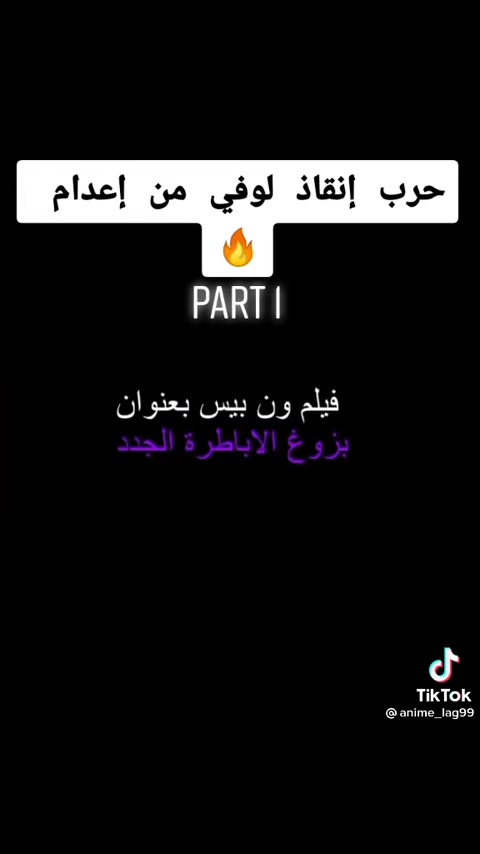 حرب إنقاذ لوفي من إعدام
🔥
PART 1
فيلم ون بيس بعنوان
بزوغ الاباطرة الجدد
TikTok
@anime_lag99